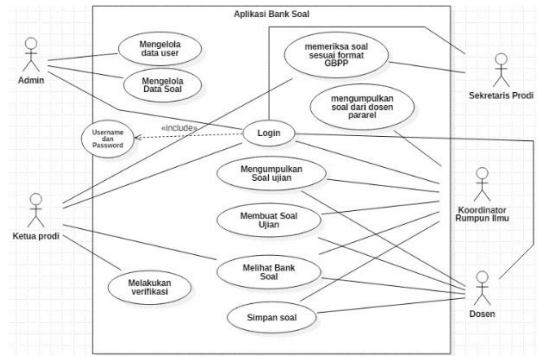 Aplikasi Bank Soal
Mengelola
data user
memeriksa soal
sesuai format
GBPP
Admin
Mengelola
Data Soal
Sekretaris Prodi
mengumpulkan
soal dari dosen
pararel
Username
dan
Password
«include»
Login
Mengumpulkan
Soal ujian
Koordinator
Rumpun Ilmu
Membuat Soal
Ujian
Ketua prodi
Melihat Bank
Soal
Melakukan
verifikasi
Simpan soal
Dosen